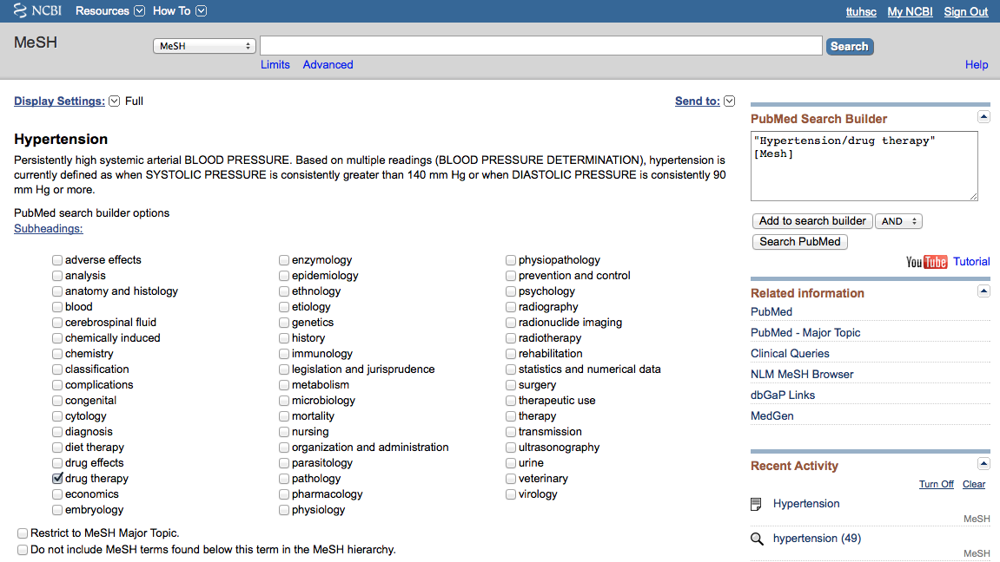 NCBI Resources How To ttuhsc My NCBI Sign Out
MeSH MeSH Search
Limits Advanced Help
Display Settings: Full Send to:
Hypertension
Persistently high systemic arterial BLOOD PRESSURE. Based on multiple readings (BLOOD PRESSURE DETERMINATION), hypertension is
currently defined as when SYSTOLIC PRESSURE is consistently greater than 140 mm Hg or when DIASTOLIC PRESSURE is consistently 90
mm Hg or more.
PubMed search builder options
Subheadings:
adverse effects
analysis
anatomy and histology
blood
cerebrospinal fluid
chemically induced
chemistry
classification
complications
congenital
cytology
diagnosis
diet therapy
drug effects
drug therapy
economics
embryology
enzymology
epidemiology
ethnology
etiology
genetics
history
immunology
legislation and jurisprudence
metabolism
microbiology
mortality
nursing
organization and administration
parasitology
pathology
pharmacology
physiology
physiopathology
prevention and control
psychology
radiography
radionuclide imaging
radiotherapy
rehabilitation
statistics and numerical data
surgery
therapeutic use
therapy
transmission
ultrasonography
urine
veterinary
virology
Restrict to MeSH Major Topic.
Do not include MeSH terms found below this term in the MeSH hierarchy.
PubMed Search Builder
"Hypertension/drug therapy"
[Mesh]
Add to search builder AND
Search PubMed
YouTube Tutorial
Related information
PubMed
PubMed - Major Topic
Clinical Queries
NLM MeSH Browser
dbGaP Links
MedGen
Recent Activity
Turn Off Clear
Hypertension
MeSH
hypertension (49)
MeSH